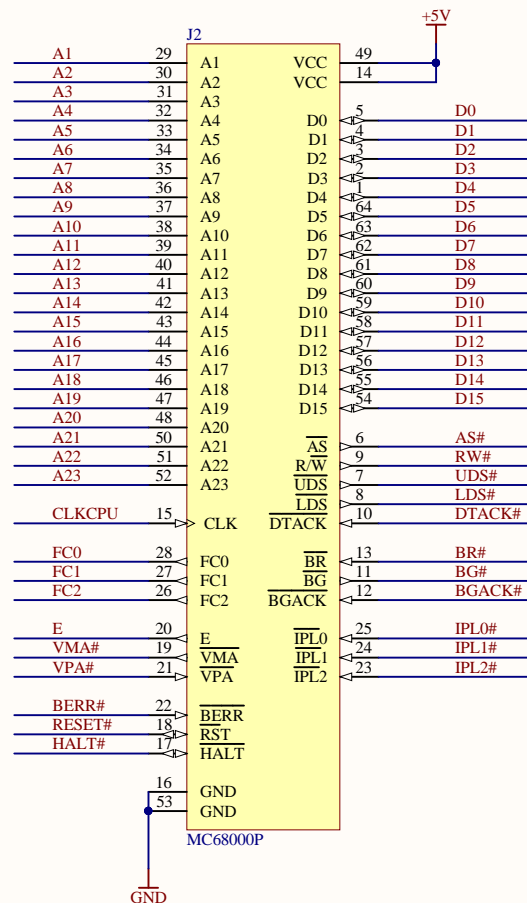 +5V
J2
A1 29 A1 VCC 49
A2 30 A2 VCC 14
A3 31 A3
A4 32 A4 D0 5 D0
A5 33 A5 D1 4 D1
A6 34 A6 D2 3 D2
A7 35 A7 D3 2 D3
A8 36 A8 D4 1 D4
A9 37 A9 D5 64 D5
A10 38 A10 D6 63 D6
A11 39 A11 D7 62 D7
A12 40 A12 D8 61 D8
A13 41 A13 D9 60 D9
A14 42 A14 D10 59 D10
A15 43 A15 D11 58 D11
A16 44 A16 D12 57 D12
A17 45 A17 D13 56 D13
A18 46 A18 D14 55 D14
A19 47 A19 D15 54 D15
A20 48 A20
A21 50 A21 AS 6 AS#
A22 51 A22 R/W 9 RW#
A23 52 A23 UDS 7 UDS#
LDS 8 LDS#
CLKCPU 15 CLK DTACK 10 DTACK#
FC0 28 FC0 BR 13 BR#
FC1 27 FC1 BG 11 BG#
FC2 26 FC2 BGACK 12 BGACK#
E 20 E IPL0 25 IPL0#
VMA# 19 VMA IPL1 24 IPL1#
VPA# 21 VPA IPL2 23 IPL2#
BERR# 22 BERR
RESET# 18 RST
HALT# 17 HALT
16 GND
53 GND
MC68000P
GND